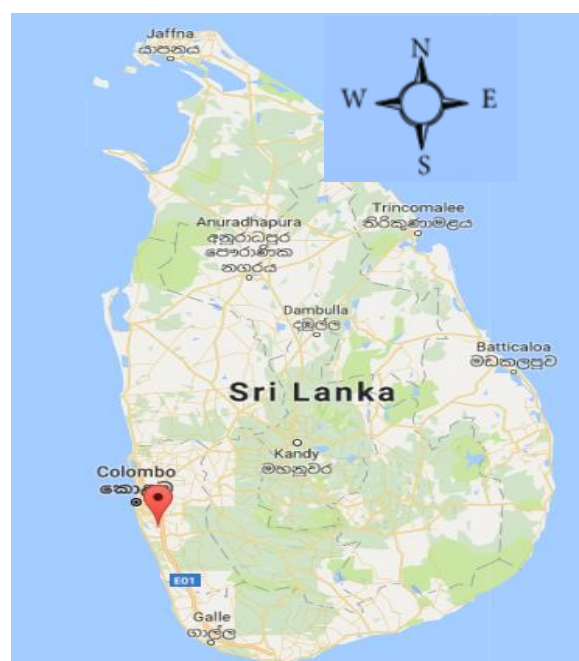 Jaffna
යාපනය
N
W
E
S
Trincomalee
තිරිකුණාමළය
Anuradhapura
අනුරාධපුර
පෞරාණික
නගරය
Dambulla
දඹුල්ල
Batticaloa
මඩකලපුව
Sri Lanka
Kandy
මහනුවර
Colombo
E01
Galle
ගාල්ල